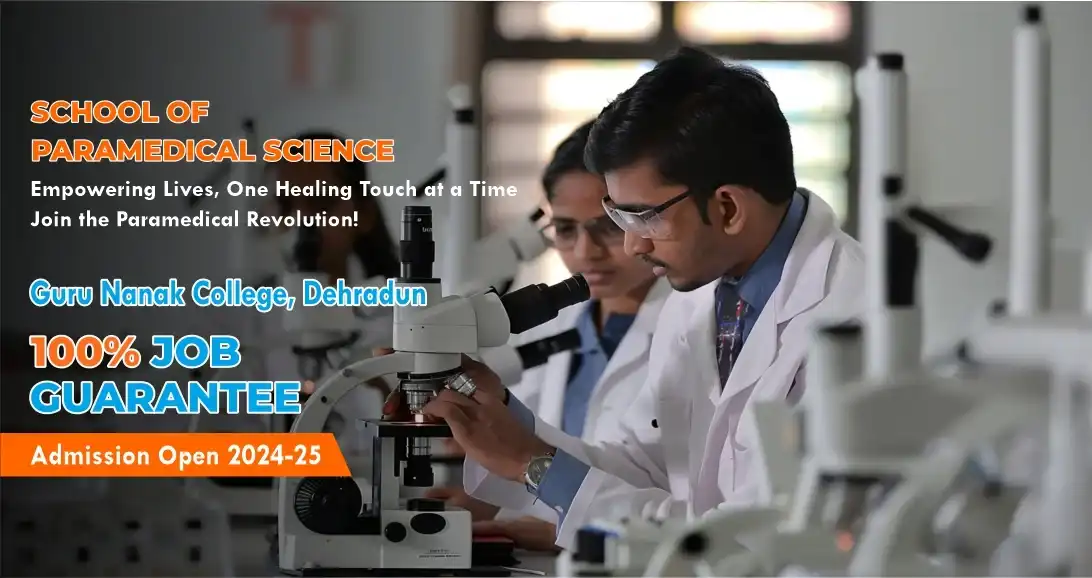 SCHOOL OF
PARAMEDICAL SCIENCE
Empowering Lives, One Healing Touch at a Time
Join the Paramedical Revolution!
Guru Nanak College, Dehradun
100% JOB
GUARANTEE
Admission Open 2024-25